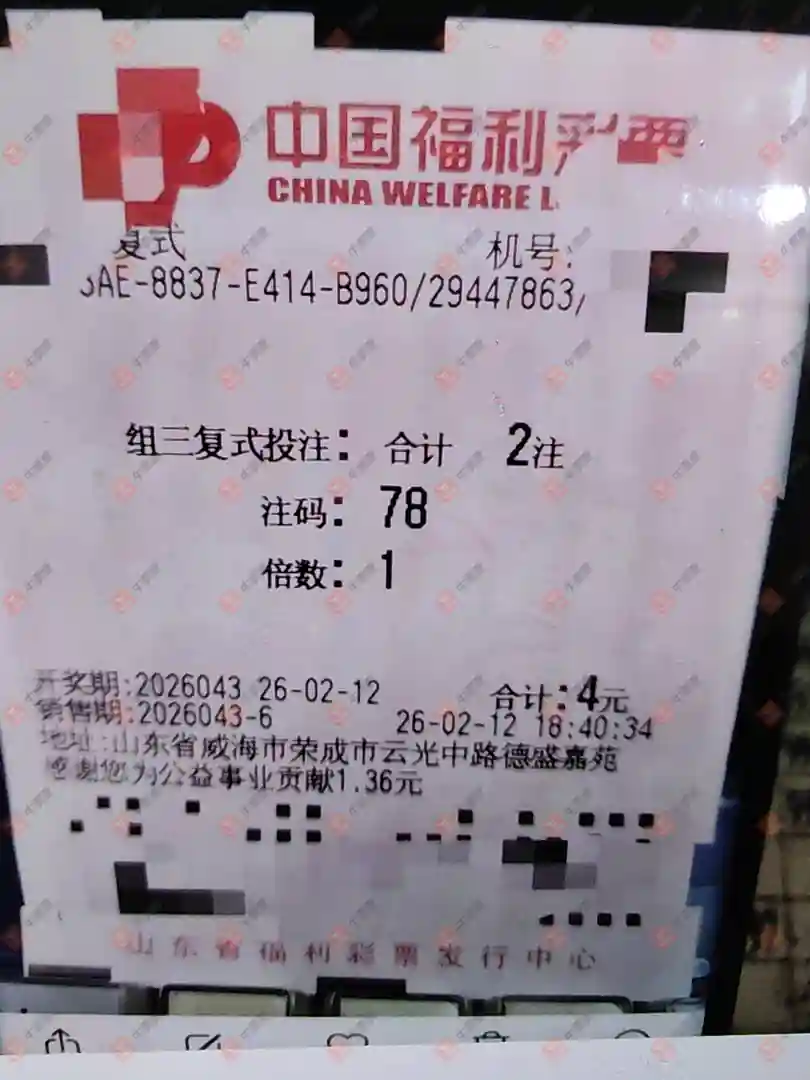 中国福利彩票
CHINA WELFARE L
复式 机号:
AE-8837-E414-B960/29447863/
组三复式投注: 合计 2注
注码: 78
倍数: 1
开奖期:2026043 26-02-12 合计:4元
销售期:2026043-6 26-02-12 18:40:34
地址:山东省威海市荣成市云光中路德盛嘉苑
感谢您为公益事业贡献1.36元
山东省福利彩票发行中心